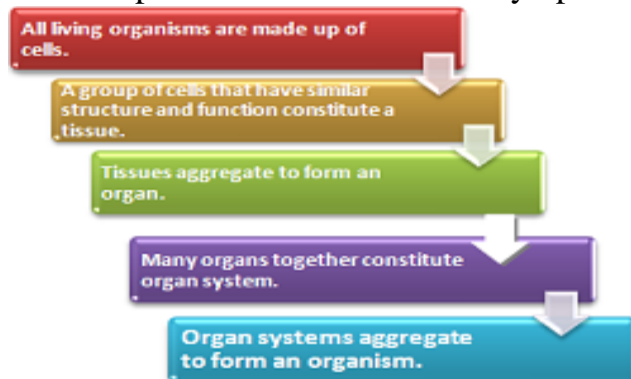 All living organisms are made up of
cells.
A group of cells that have similar
structure and function constitute a
tissue.
Tissues aggregate to form an
organ.
Many organs together constitute
organ system.
Organ systems aggregate
to form an organism.